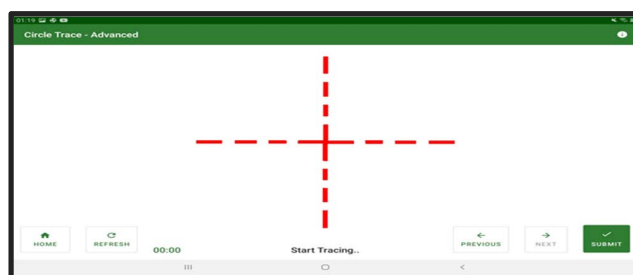 01:19
Circle Trace - Advanced
HOME
REFRESH
00:00
Start Tracing..
PREVIOUS
NEXT
SUBMIT